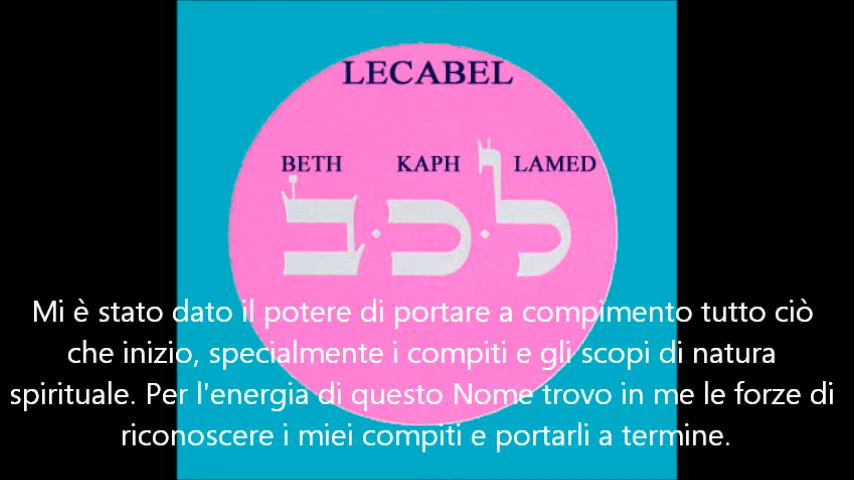 LECABEL
BETH KAPH LAMED
ב·כ·ל
Mi è stato dato il potere di portare a compimento tutto ciò
che inizio, specialmente i compiti e gli scopi di natura
spirituale. Per l'energia di questo Nome trovo in me le forze di
riconoscere i miei compiti e portarli a termine.